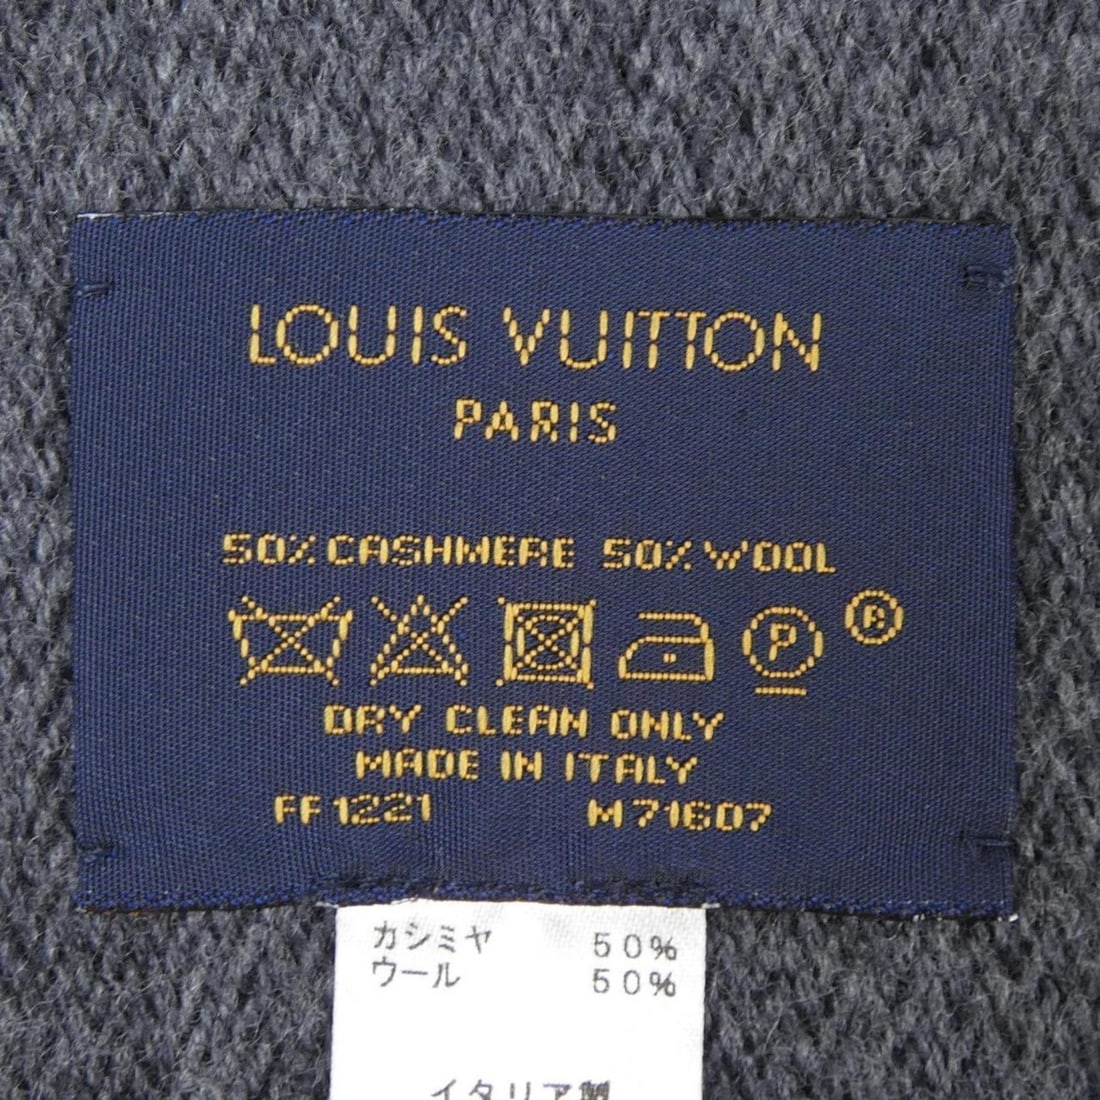 LOUIS VUITTON
PARIS
50% CASHMERE 50% WOOL
P ®
DRY CLEAN ONLY
MADE IN ITALY
FF1221 M71607
カシミヤ 50%
ウール 50%
イタリア製